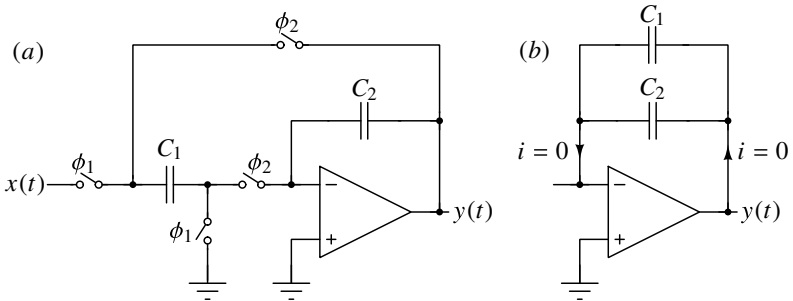 (a)
ϕ₂
C₂
x(t)
ϕ₁
C₁
ϕ₂
ϕ₁
−
+
y(t)
(b)
C₁
C₂
i = 0
i = 0
−
+
y(t)